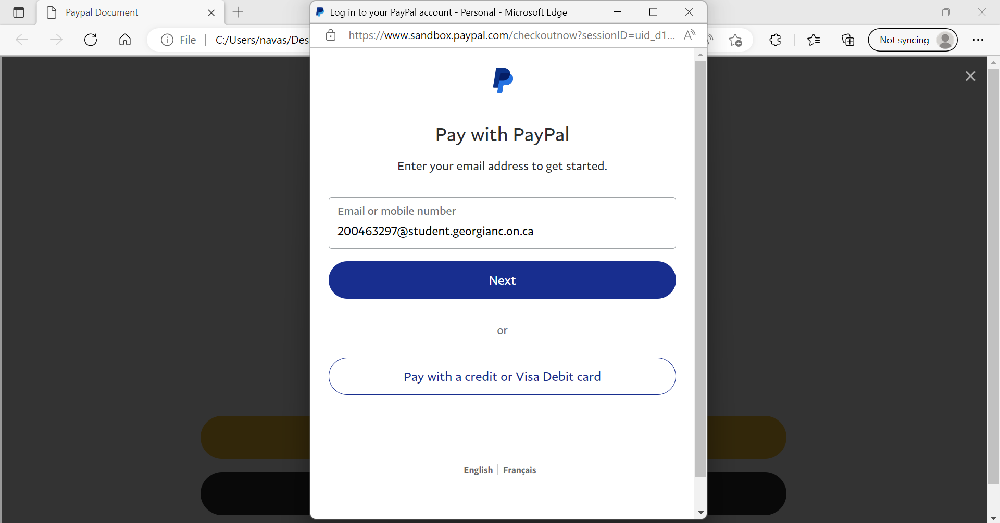 Paypal Document
Log in to your PayPal account - Personal - Microsoft Edge
File
C:/Users/navas/Des
https://www.sandbox.paypal.com/checkoutnow?sessionID=uid_d1...
Not syncing
Pay with PayPal
Enter your email address to get started.
Email or mobile number
200463297@student.georgianc.on.ca
Next
or
Pay with a credit or Visa Debit card
English
Français